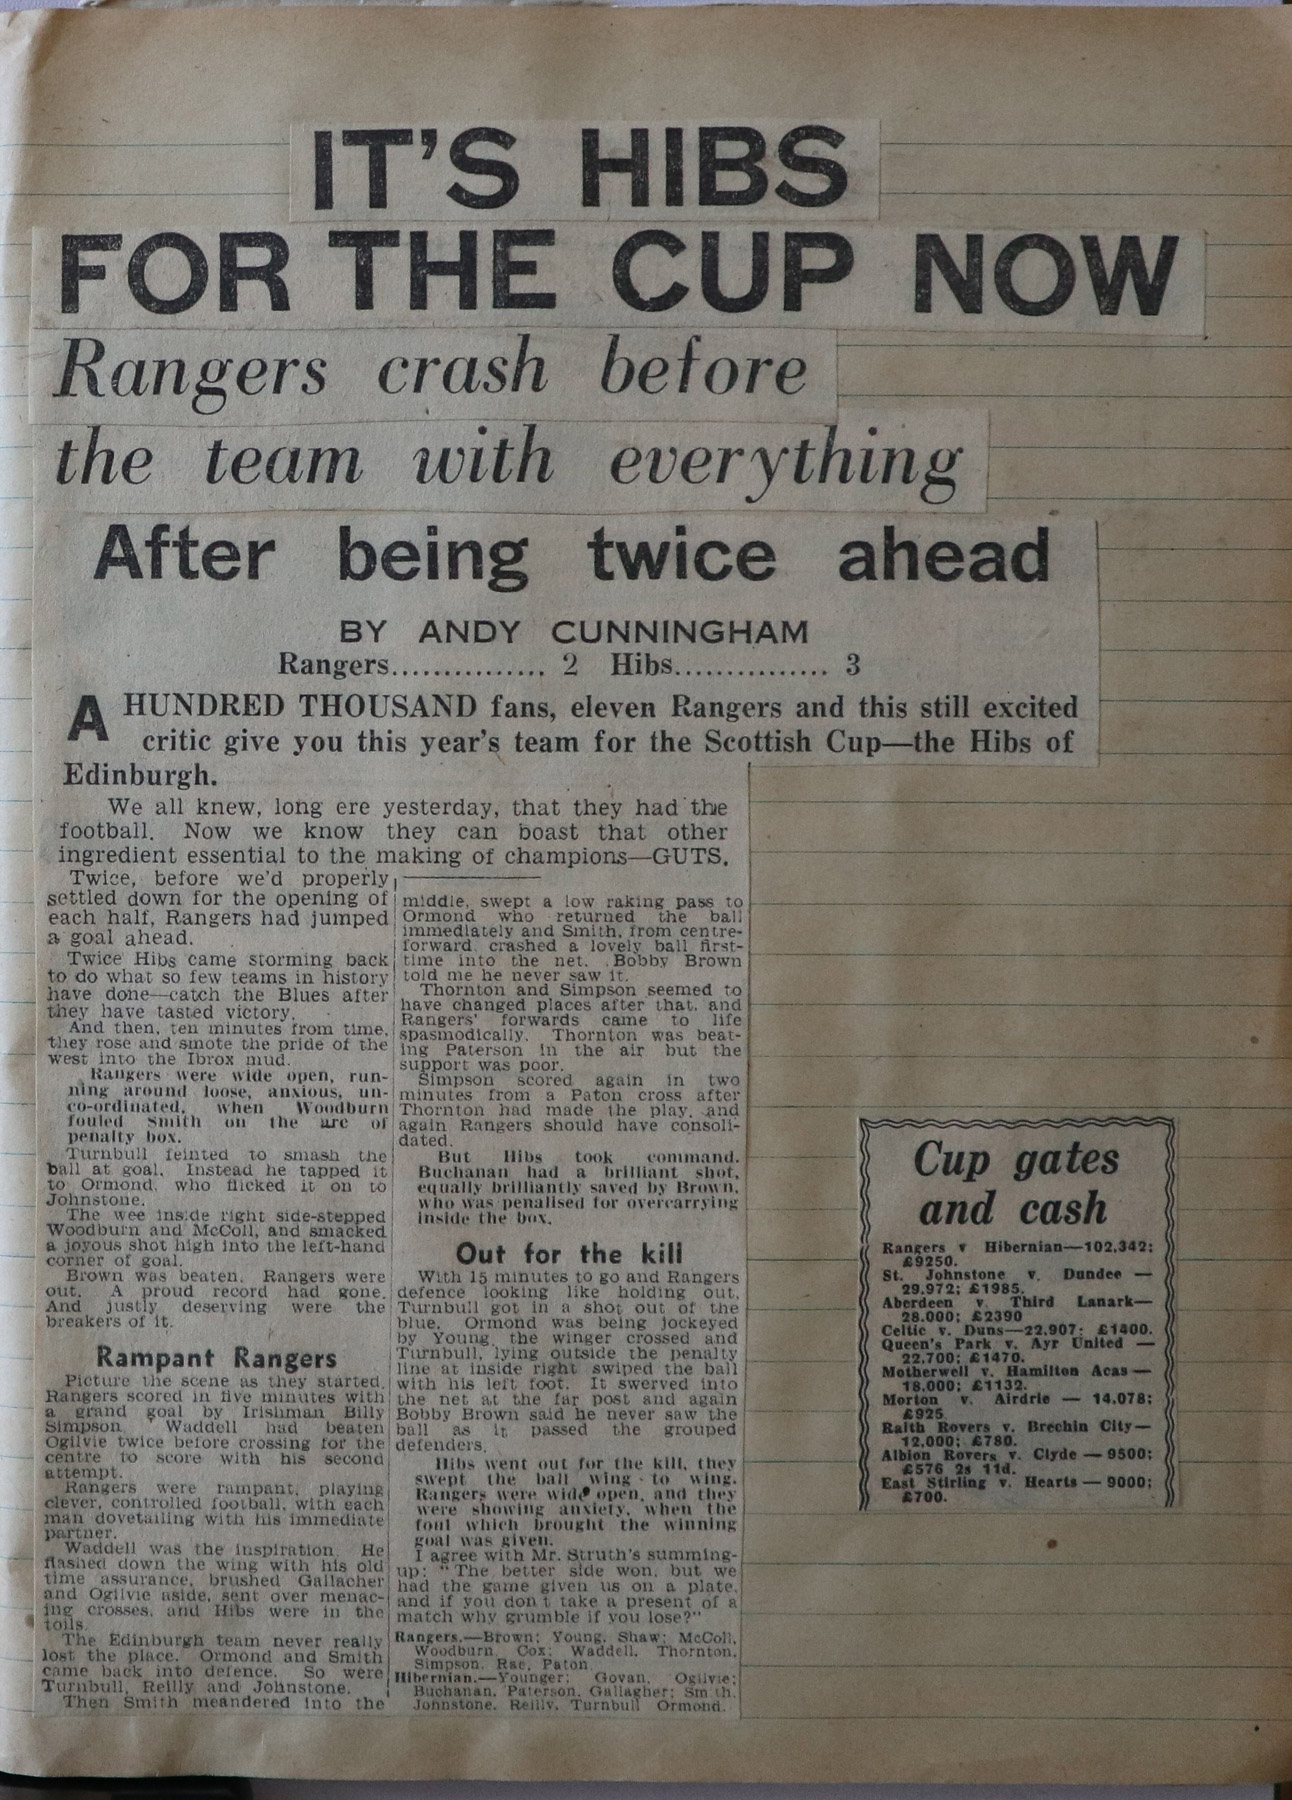 IT'S HIBS
FOR THE CUP NOW
Rangers crash before
the team with everything
After being twice ahead
BY ANDY CUNNINGHAM
Rangers............... 2 Hibs............... 3
A HUNDRED THOUSAND fans, eleven Rangers and this still excited
critic give you this year's team for the Scottish Cup—the Hibs of
Edinburgh.
We all knew, long ere yesterday, that they had the
football. Now we know they can boast that other
ingredient essential to the making of champions—GUTS.
Twice, before we'd properly
settled down for the opening of
each half, Rangers had jumped
a goal ahead.
Twice Hibs came storming back
to do what so few teams in history
have done—catch the Blues after
they have tasted victory.
And then, ten minutes from time,
they rose and smote the pride of the
west into the Ibrox mud.
Rangers were wide open, run-
ning around loose, anxious, un-
co-ordinated, when Woodburn
fouled Smith on the arc of
penalty box.
Turnbull feinted to smash the
ball at goal. Instead he tapped it
to Ormond, who flicked it on to
Johnstone.
The wee inside right side-stepped
Woodburn and McColl, and smacked
a joyous shot high into the left-hand
corner of goal.
Brown was beaten. Rangers were
out. A proud record had gone.
And justly deserving were the
breakers of it.
Rampant Rangers
Picture the scene as they started.
Rangers scored in five minutes with
a grand goal by Irishman Billy
Simpson. Waddell had beaten
Ogilvie twice before crossing for the
centre to score with his second
attempt.
Rangers were rampant, playing
clever, controlled football, with each
man dovetailing with his immediate
partner.
Waddell was the inspiration. He
flashed down the wing with his old
time assurance, brushed Gallacher
and Ogilvie aside, sent over menac-
ing crosses, and Hibs were in the
toils.
The Edinburgh team never really
lost the place. Ormond and Smith
came back into defence. So were
Turnbull, Reilly and Johnstone.
Then Smith meandered into the
middle, swept a low raking pass to
Ormond who returned the ball
immediately and Smith, from centre-
forward, crashed a lovely ball first-
time into the net. Bobby Brown
told me he never saw it.
Thornton and Simpson seemed to
have changed places after that, and
Rangers' forwards came to life
spasmodically. Thornton was beat-
ing Paterson in the air but the
support was poor.
Simpson scored again in two
minutes from a Paton cross after
Thornton had made the play, and
again Rangers should have consoli-
dated.
But Hibs took command.
Buchanan had a brilliant shot,
equally brilliantly saved by Brown,
who was penalised for overcarrying
inside the box.
Out for the kill
With 15 minutes to go and Rangers
defence looking like holding out,
Turnbull got in a shot out of the
blue. Ormond was being jockeyed
by Young, the winger crossed and
Turnbull, lying outside the penalty
line at inside right swiped the ball
with his left foot. It swerved into
the net at the far post and again
Bobby Brown said he never saw the
ball as it passed the grouped
defenders.
Hibs went out for the kill, they
swept the ball wing to wing.
Rangers were wide open, and they
were showing anxiety, when the
foul which brought the winning
goal was given.
I agree with Mr. Struth's summing-
up: "The better side won, but we
had the game given us on a plate,
and if you don't take a present of a
match why grumble if you lose?"
Rangers.—Brown; Young, Shaw; McColl,
Woodburn, Cox; Waddell, Thornton,
Simpson, Rae, Paton.
Hibernian.—Younger; Govan, Ogilvie;
Buchanan, Paterson, Gallagher; Smith,
Johnstone, Reilly, Turnbull Ormond.
Cup gates
and cash
Rangers v Hibernian—102,342;
£9250.
St. Johnstone v. Dundee —
29,972; £1985.
Aberdeen v. Third Lanark—
28,000; £2390
Celtic v. Duns—22,907; £1400.
Queen's Park v. Ayr United —
22,700; £1470.
Motherwell v. Hamilton Acas—
18,000; £1132.
Morton v. Airdrie — 14,078;
£925.
Raith Rovers v. Brechin City—
12,000; £780.
Albion Rovers v. Clyde — 9500;
£576 2s 11d.
East Stirling v. Hearts — 9000;
£700.